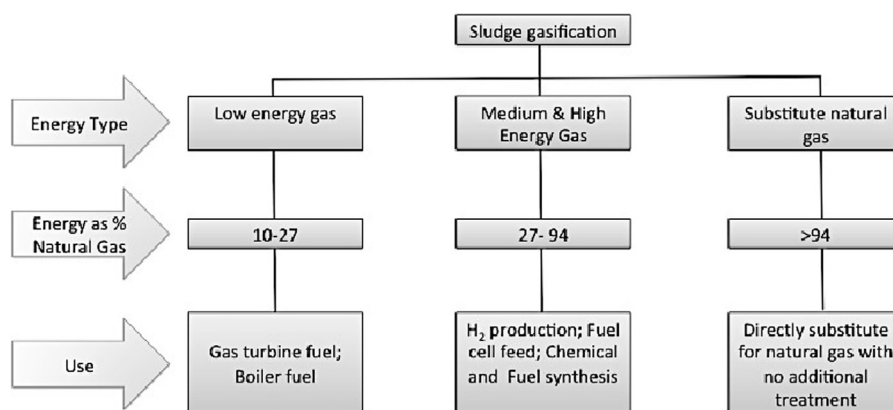 Sludge gasification
Energy Type
Low energy gas
Medium & High
Energy Gas
Substitute natural
gas
Energy as %
Natural Gas
10-27
27- 94
>94
Use
Gas turbine fuel;
Boiler fuel
H₂ production; Fuel
cell feed; Chemical
and Fuel synthesis
Directly substitute
for natural gas with
no additional
treatment